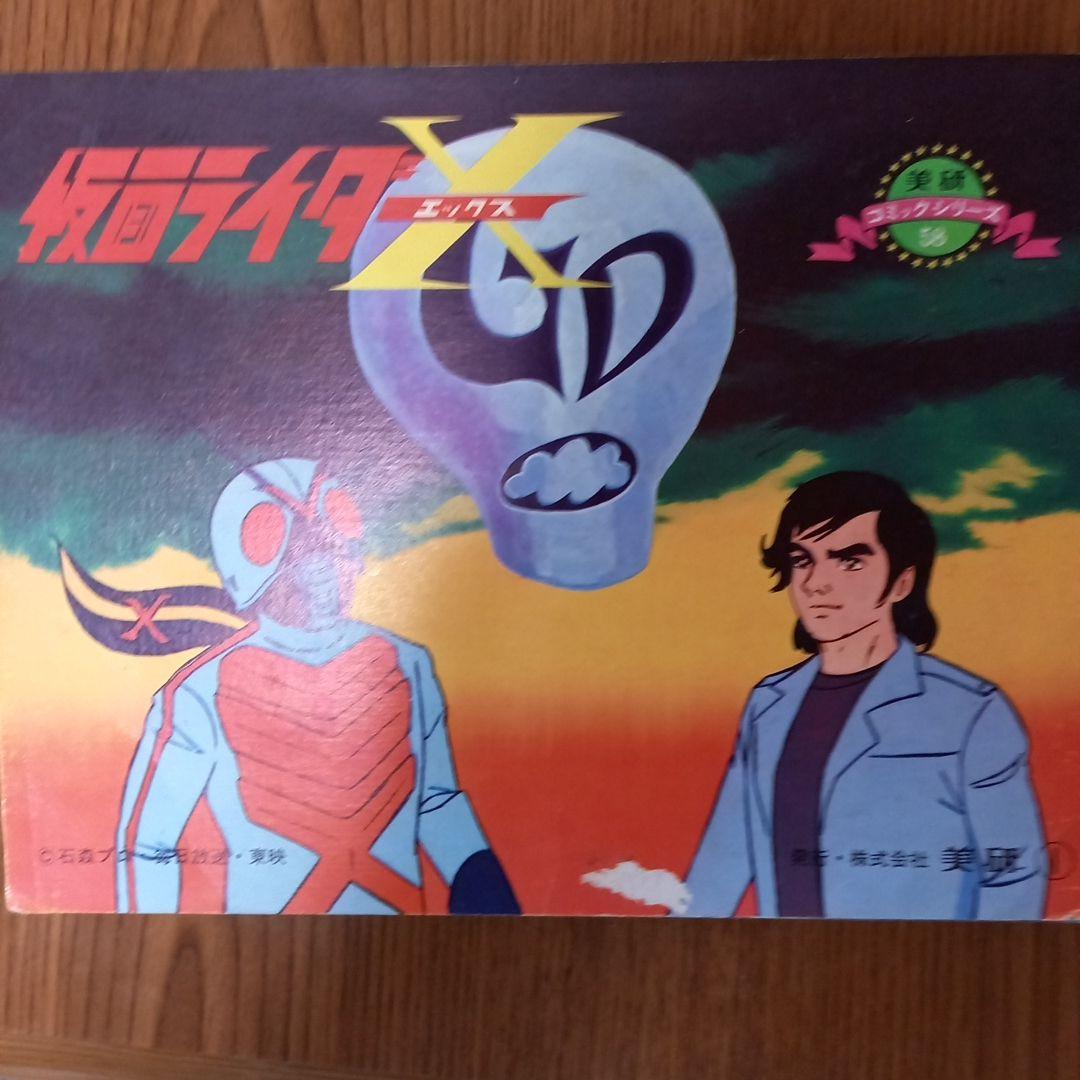 仮面ライダーX
エックス
美研
コミックシリーズ
58
©石森プロ・毎日放送・東映
発行・株式会社 美研
X